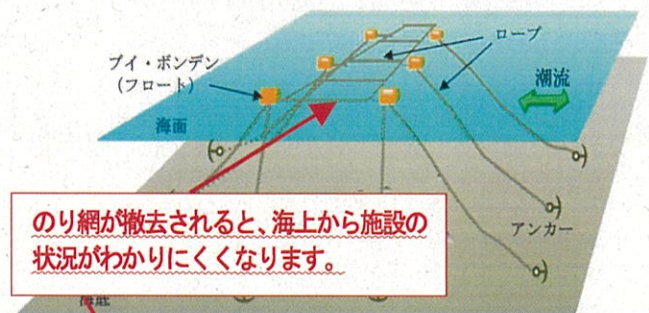 ロープ
ブイ・ボンデン
（フロート）
潮流
海面
のり網が撤去されると、海上から施設の
状況がわかりにくくなります。
アンカー
海底